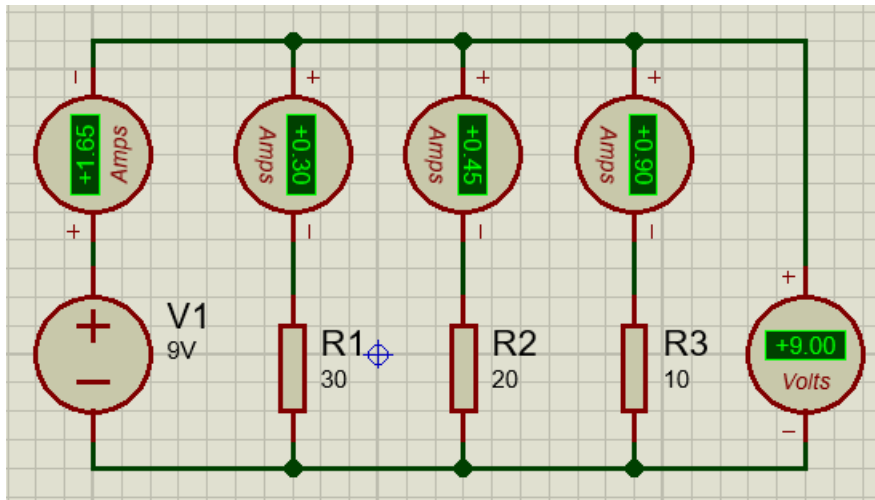 −
+
+
+
+1.65
Amps
Amps
+0.30
Amps
+0.45
Amps
+0.90
+
−
−
−
+
V1
9V
+
−
R1
30
R2
20
R3
10
+9.00
Volts
−